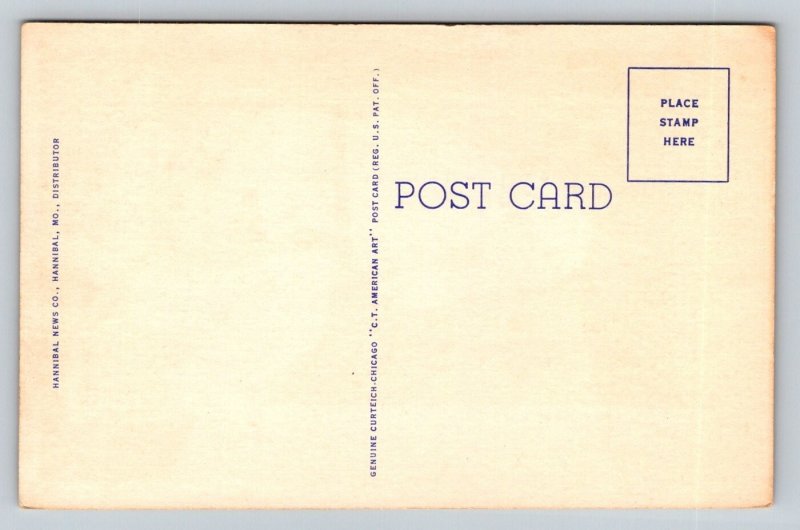 HANNIBAL NEWS CO., HANNIBAL, MO., DISTRIBUTOR
GENUINE CURTEICH-CHICAGO "C.T. AMERICAN ART" POST CARD (REG. U.S. PAT. OFF.)
POST CARD
PLACE
STAMP
HERE